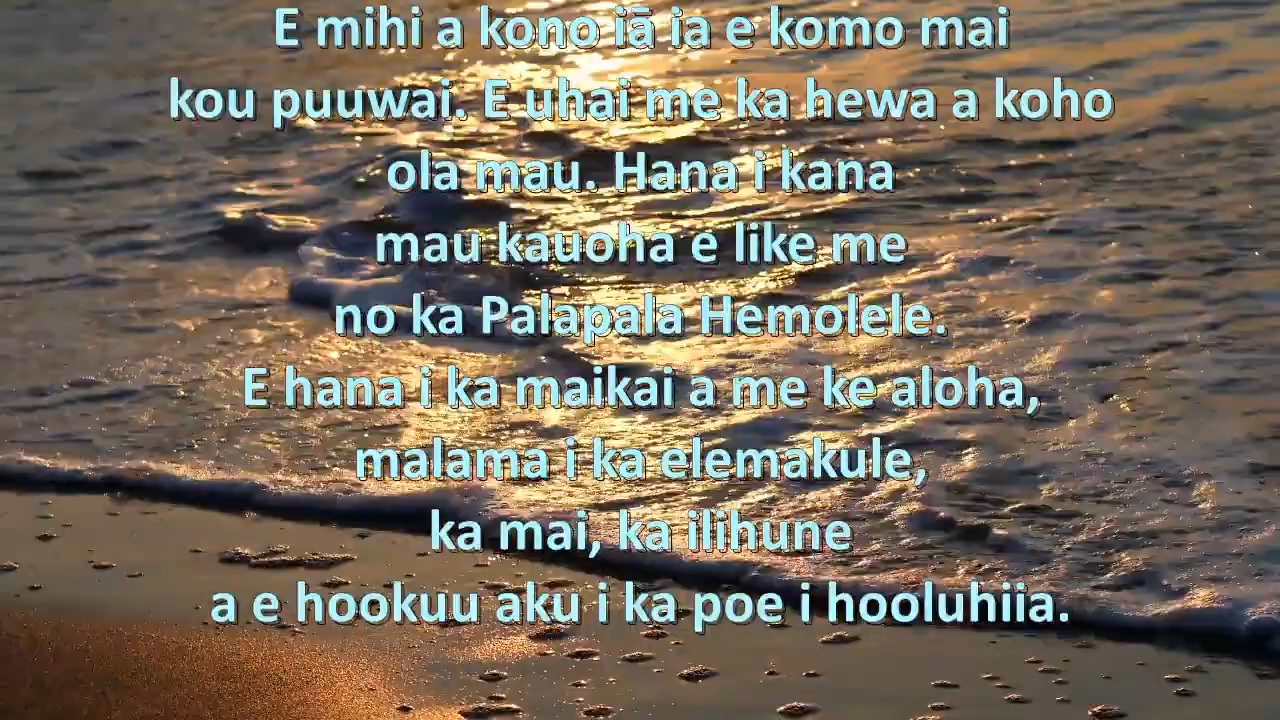 E mihi a kono iā ia e komo mai
kou puuwai. E uhai me ka hewa a koho
ola mau. Hana i kana
mau kauoha e like me
no ka Palapala Hemolele.
E hana i ka maikai a me ke aloha,
malama i ka elemakule,
ka mai, ka ilihune
a e hookuu aku i ka poe i hooluhiia.